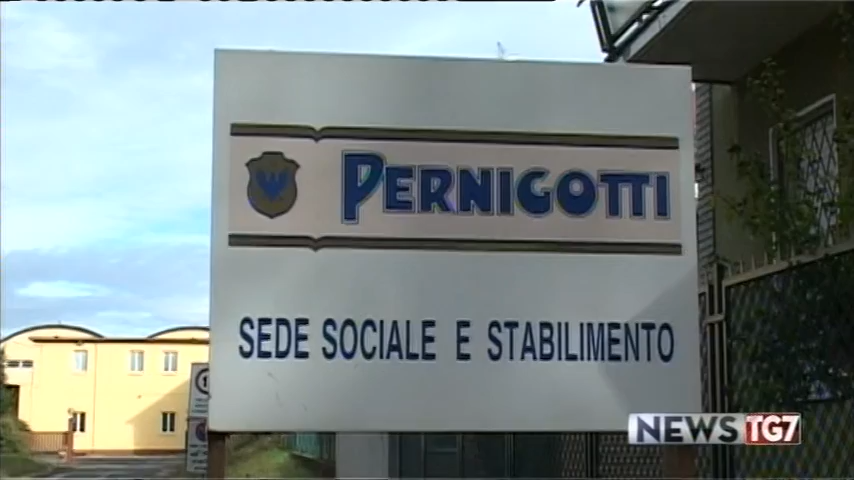 PERNIGOTTI
SEDE SOCIALE E STABILIMENTO
NEWS TG7